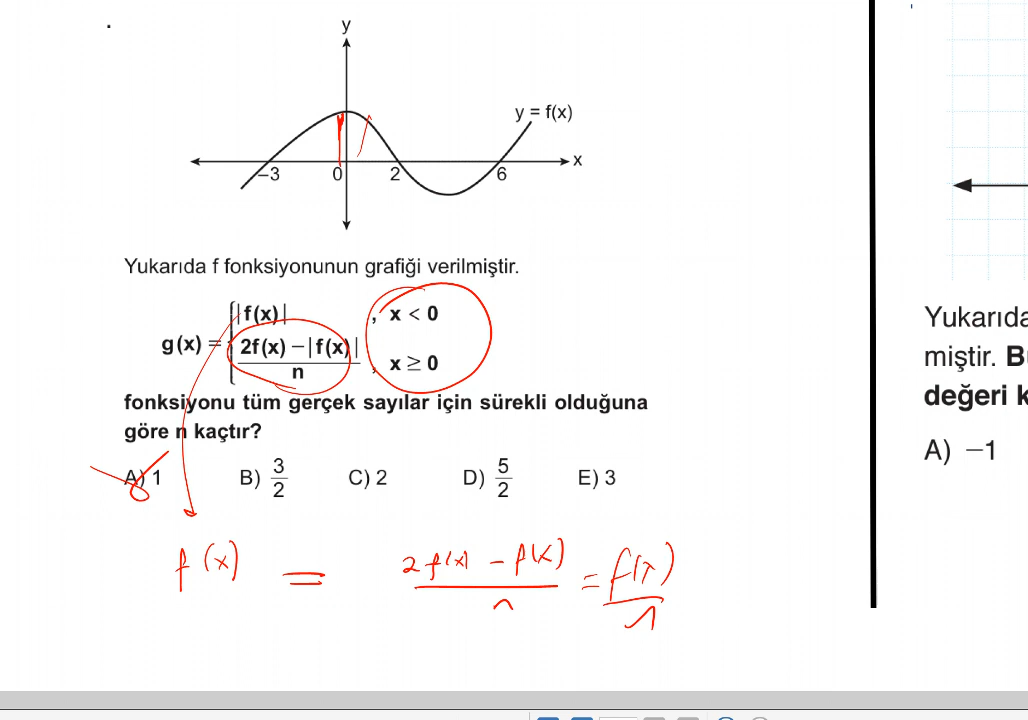 y
y = f(x)
x
−3
0
2
6
Yukarıda f fonksiyonunun grafiği verilmiştir.
|f(x)| , x < 0
g(x) =
2f(x) − |f(x)|
n
, x ≥ 0
fonksiyonu tüm gerçek sayılar için sürekli olduğuna
göre n kaçtır?
A) 1 B) 3/2 C) 2 D) 5/2 E) 3
f(x) = 2f(x) − f(x) = f(x)
n
Yukarıda
miştir. B
değeri k
A) −1